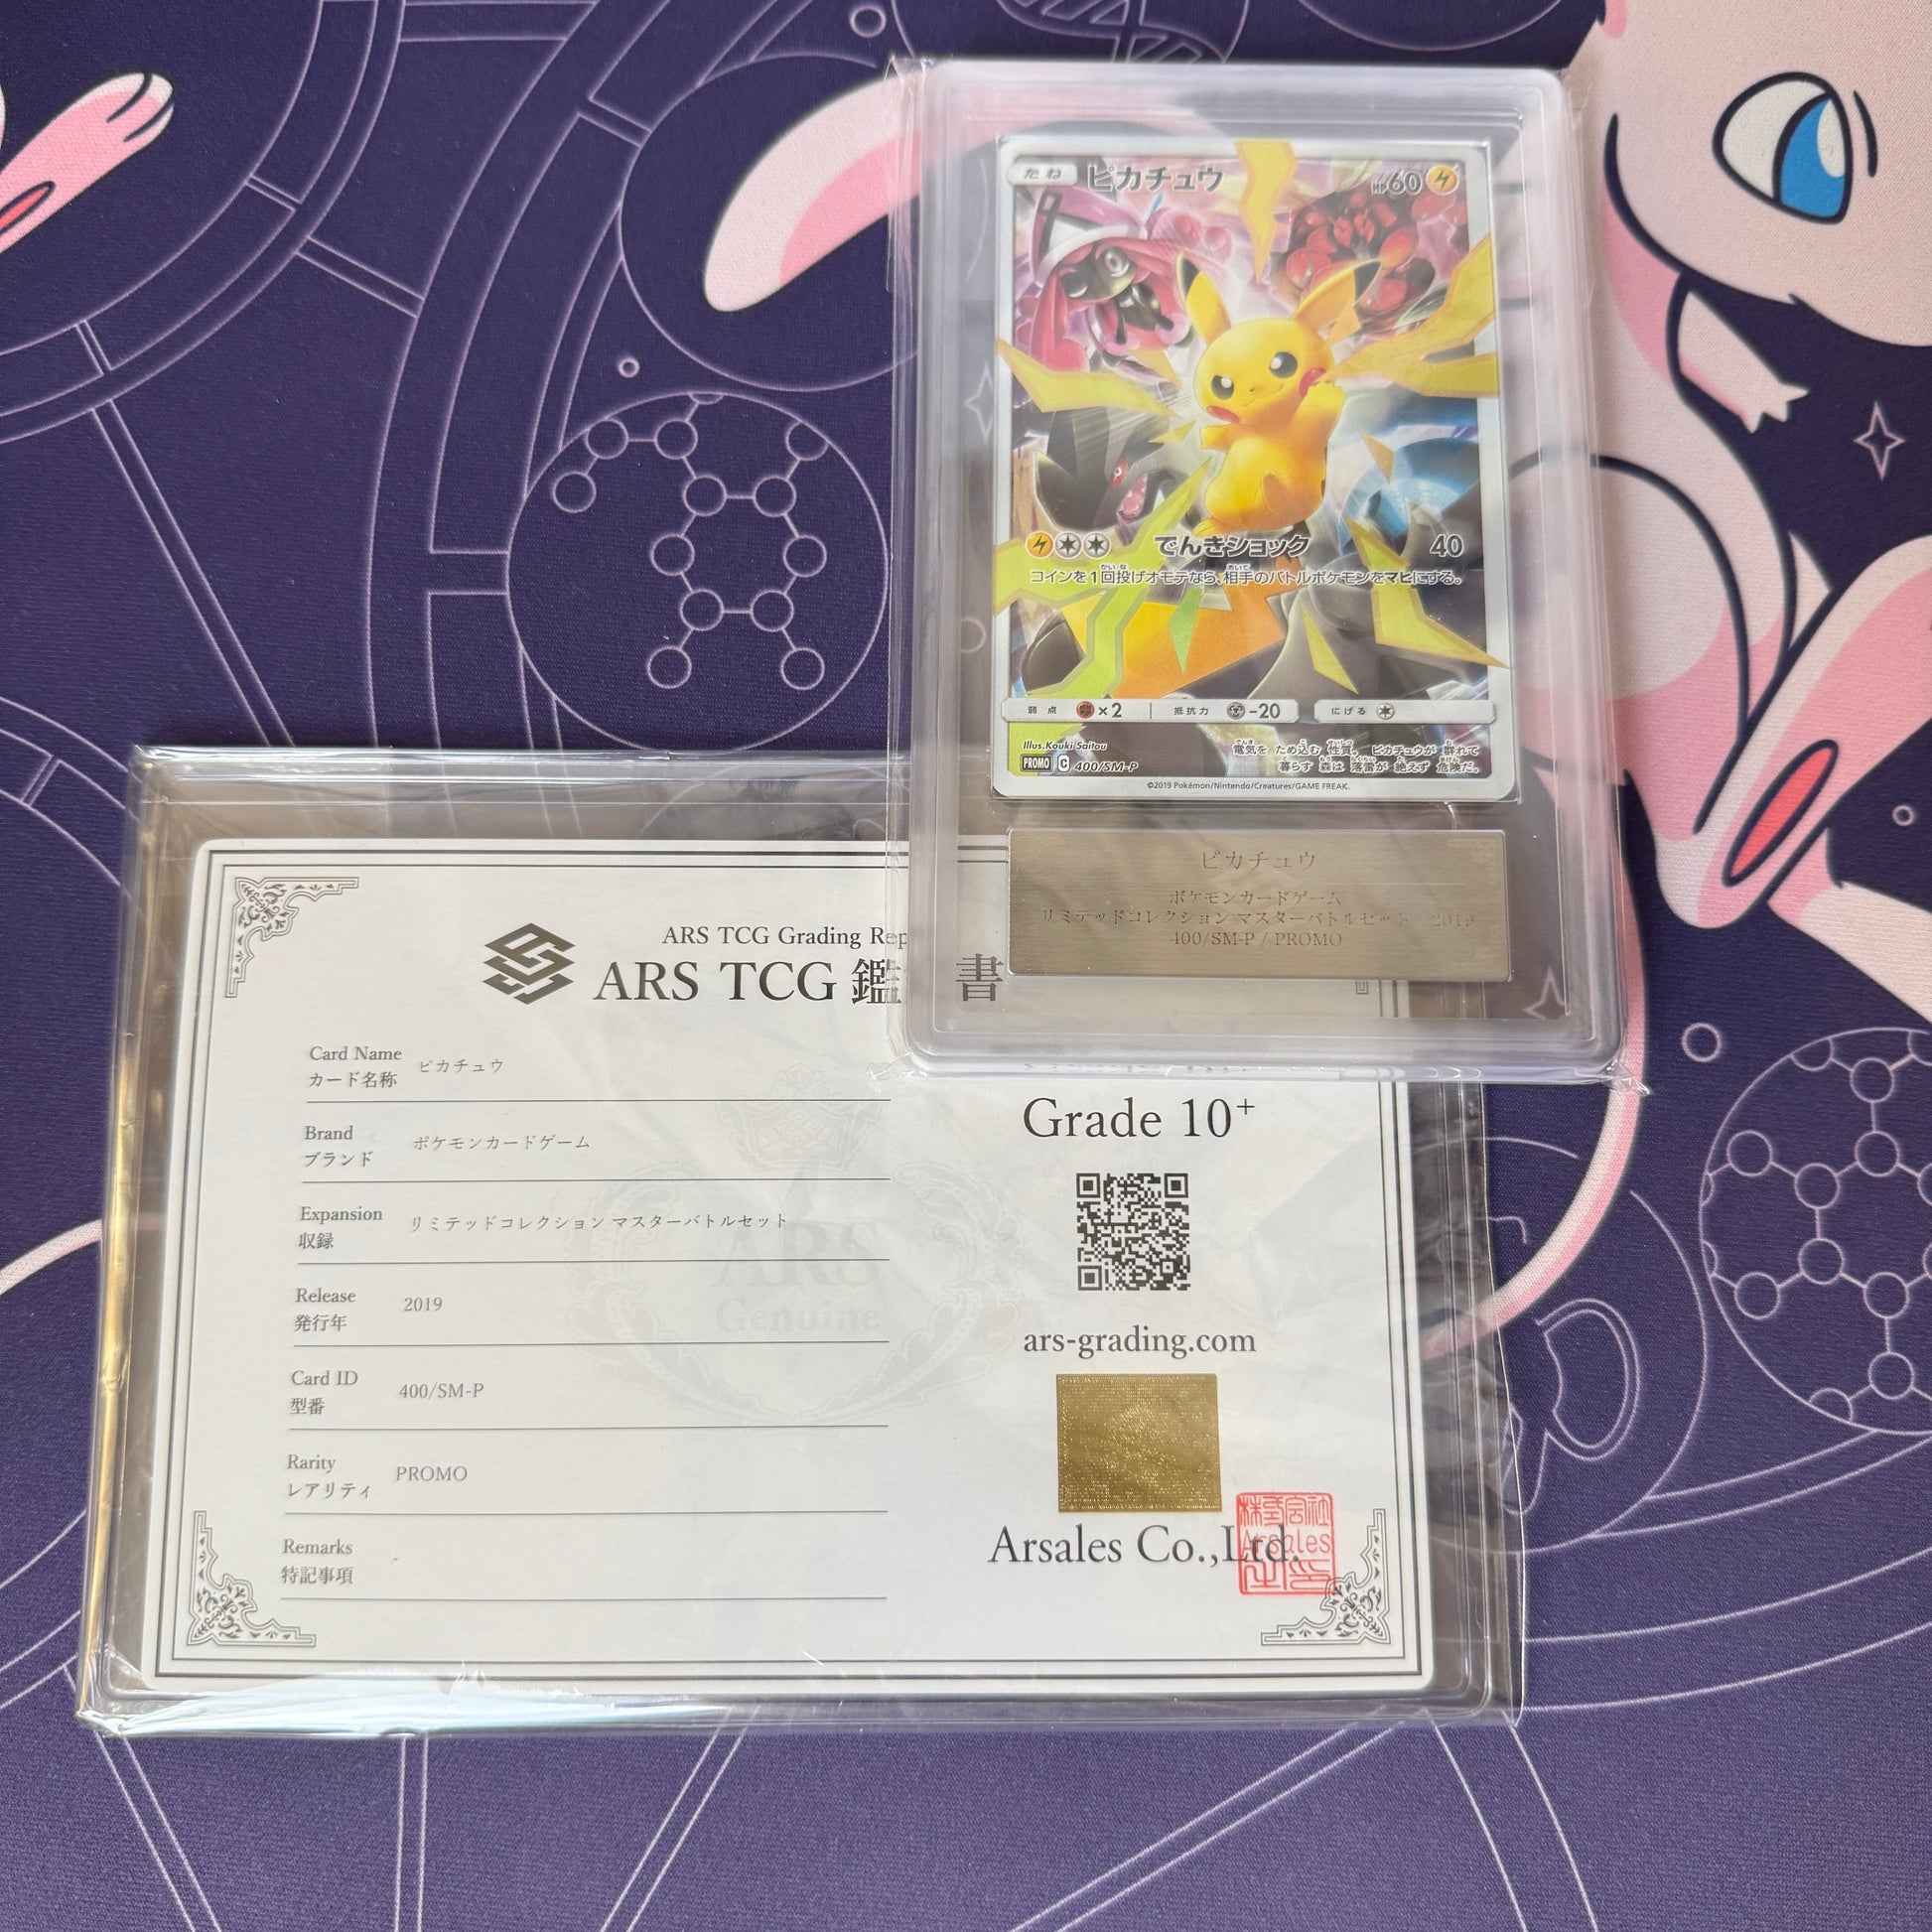 たね ピカチュウ HP60
でんきショック 40
コインを1回投げオモテなら、相手のバトルポケモンをマヒにする。
弱点 ×2 抵抗力 -20 にげる
Illus.Kouki Saitou
電気を ため込む 性質。 ピカチュウが 群れて
PROMO C 400/SM-P
暮らす 森は 落雷が 絶えず 危険だ。
©2019 Pokémon/Nintendo/Creatures/GAME FREAK.
ピカチュウ
ポケモンカードゲーム
リミテッドコレクション マスターバトルセット 2019
400/SM-P / PROMO
ARS TCG Grading Rep
ARS TCG 鑑 書
Card Name
カード名称 ピカチュウ
Brand
ブランド ポケモンカードゲーム
Expansion
収録 リミテッドコレクション マスターバトルセット
Release
発行年 2019
Card ID
型番 400/SM-P
Rarity
レアリティ PROMO
Remarks
特記事項 -
ARS
Genuine
Grade 10+
ars-grading.com
Arsales Co.,Ltd.
株式会社
Arsales